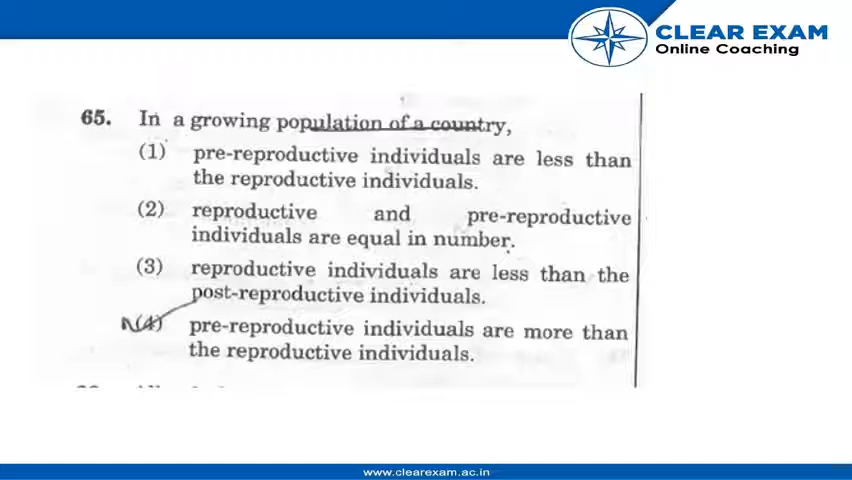 CLEAR EXAM
Online Coaching
65. In a growing population of a country,
(1) pre-reproductive individuals are less than
the reproductive individuals.
(2) reproductive and pre-reproductive
individuals are equal in number.
(3) reproductive individuals are less than the
post-reproductive individuals.
(4) pre-reproductive individuals are more than
the reproductive individuals.
www.clearexam.ac.in